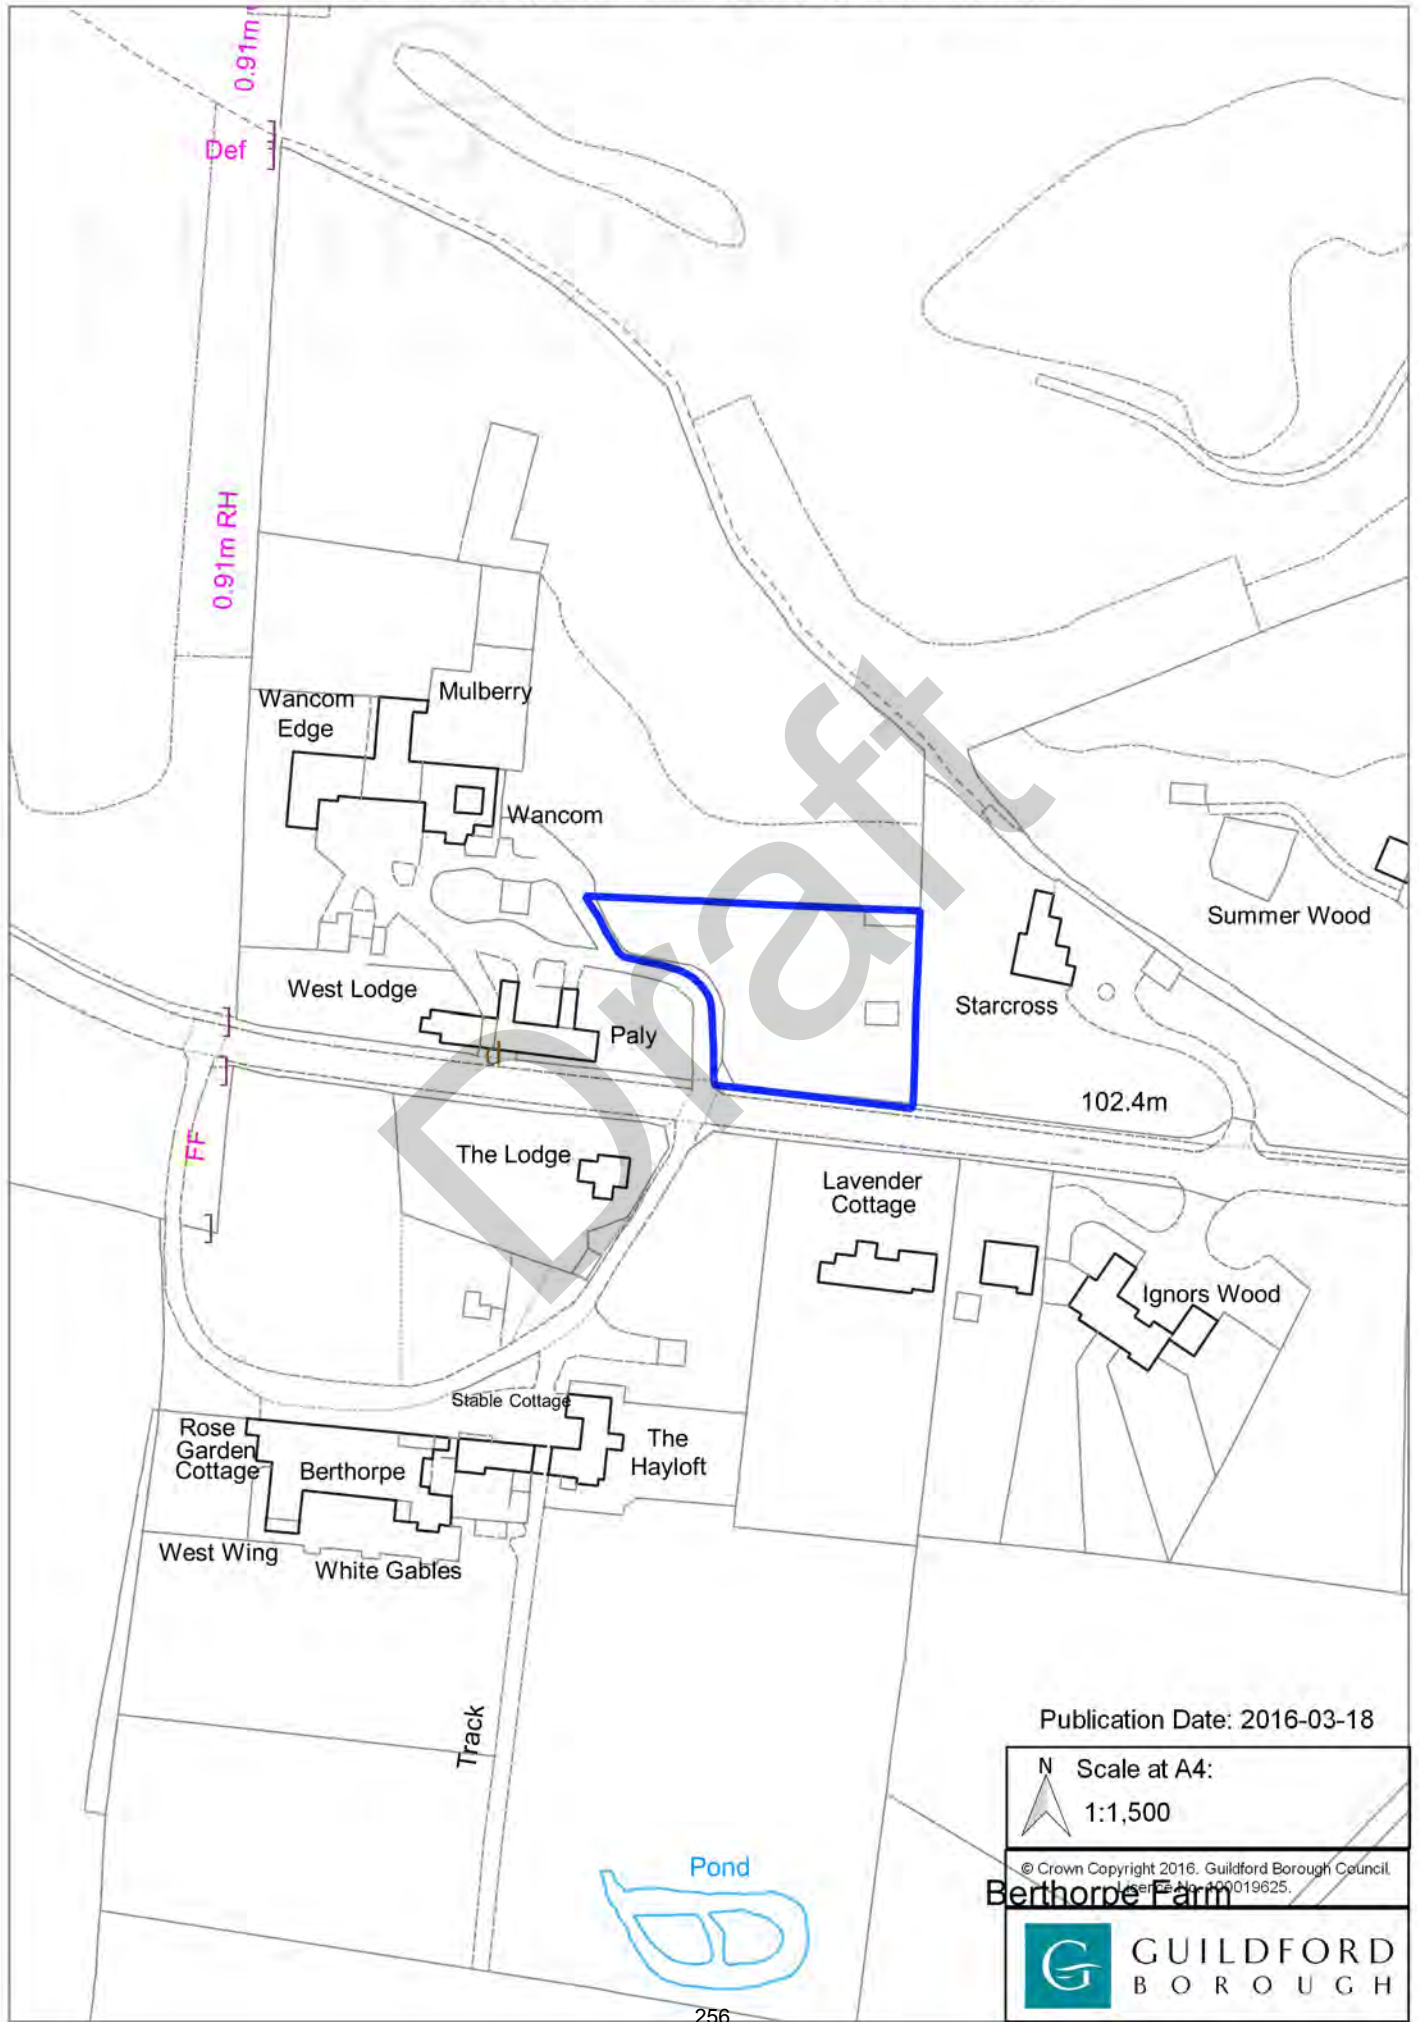 0.91m
Def
0.91m RH
Wancom
Edge
Mulberry
Wancom
Summer Wood
West Lodge
Starcross
Paly
102.4m
FF
The Lodge
Lavender
Cottage
Ignors Wood
Stable Cottage
Rose
Garden
Cottage
Berthorpe
The
Hayloft
West Wing
White Gables
Track
Draft
Publication Date: 2016-03-18
N
Scale at A4:
1:1,500
Pond
© Crown Copyright 2016. Guildford Borough Council.
Licence No. 100019625.
Berthorpe Farm
G
GUILDFORD
BOROUGH
256